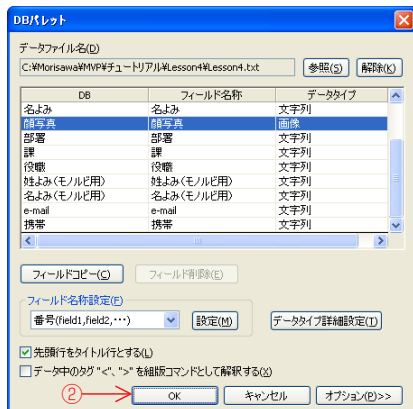 DBパレット
データファイル名(D)
C:¥Morisawa¥MVP¥チュートリアル¥Lesson4¥Lesson4.txt 参照(S) 解除(K)
DB フィールド名称 データタイプ
名よみ 名よみ 文字列
顔写真 顔写真 画像
部署 部署 文字列
課 課 文字列
役職 役職 文字列
姓よみ(モノルビ用) 姓よみ(モノルビ用) 文字列
名よみ(モノルビ用) 名よみ(モノルビ用) 文字列
e-mail e-mail 文字列
携帯 携帯 文字列
フィールドコピー(C) フィールド削除(E)
フィールド名称設定(F)
番号(field1,field2,･･･) 設定(M) データタイプ詳細設定(T)
先頭行をタイトル行とする(L)
データ中のタグ"<"、">"を組版コマンドとして解釈する(X)
② OK キャンセル オプション(P)>>